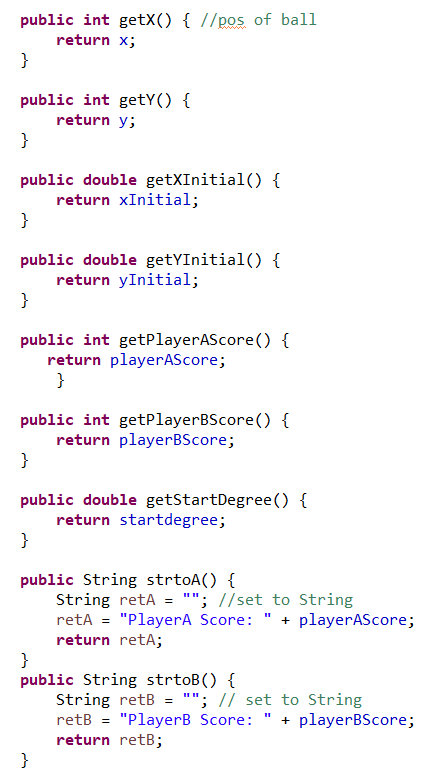 public int getX() { //pos of ball
    return x;
}

public int getY() {
    return y;
}

public double getXInitial() {
    return xInitial;
}

public double getYInitial() {
    return yInitial;
}

public int getPlayerAScore() {
   return playerAScore;
    }

public int getPlayerBScore() {
    return playerBScore;
}

public double getStartDegree() {
    return startdegree;
}

public String strtoA() {
    String retA = ""; //set to String
    retA = "PlayerA Score: " + playerAScore;
    return retA;
}
public String strtoB() {
    String retB = ""; // set to String
    retB = "PlayerB Score: " + playerBScore;
    return retB;
}